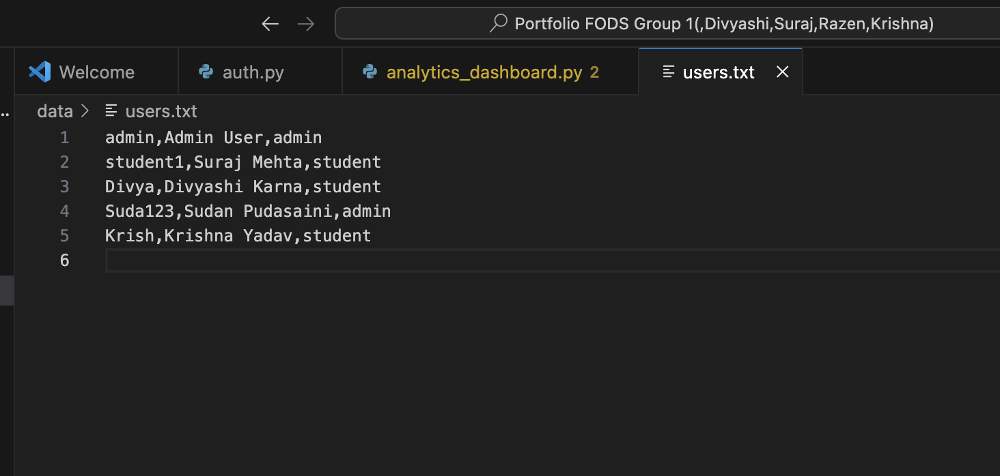 Portfolio FODS Group 1(,Divyashi,Suraj,Razen,Krishna)
Welcome auth.py analytics_dashboard.py 2 users.txt
data > users.txt
1 admin,Admin User,admin
2 student1,Suraj Mehta,student
3 Divya,Divyashi Karna,student
4 Suda123,Sudan Pudasaini,admin
5 Krish,Krishna Yadav,student
6